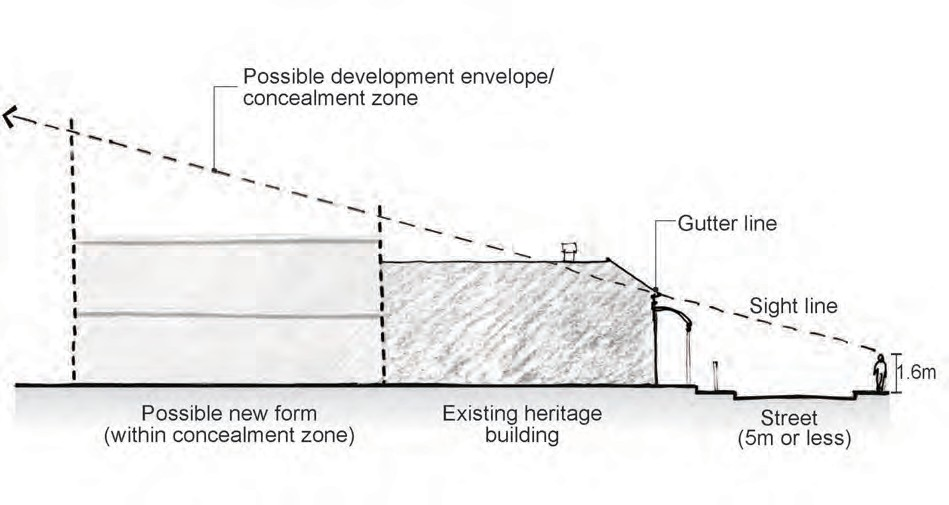 Possible development envelope/
concealment zone
Gutter line
Sight line
1.6m
Possible new form
(within concealment zone)
Existing heritage
building
Street
(5m or less)